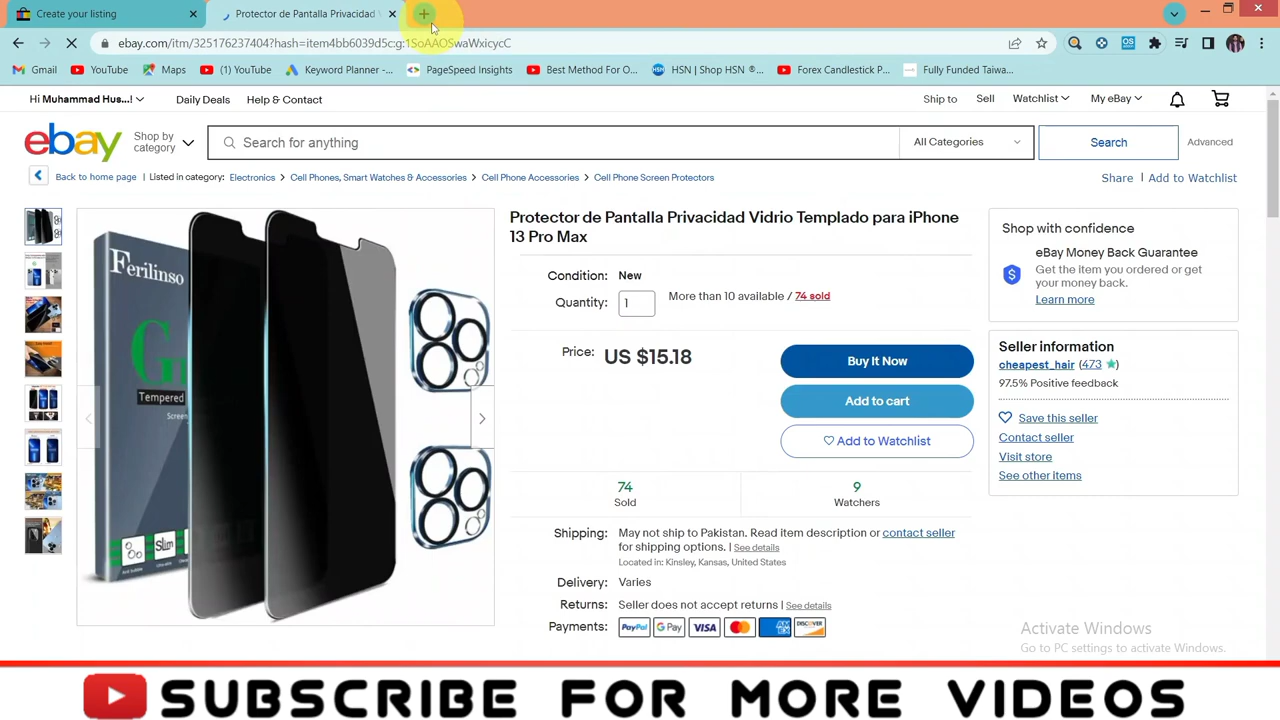 Create your listing
Protector de Pantalla Privacidad
ebay.com/itm/325176237404?hash=item4bb6039d5c:g:1SoAAOSwaWxicycC
Gmail YouTube Maps (1) YouTube Keyword Planner -... PageSpeed Insights Best Method For O... HSN | Shop HSN ®... Forex Candlestick P... Fully Funded Taiwa...
Hi Muhammad Hus...! Daily Deals Help & Contact Ship to Sell Watchlist My eBay
ebay Shop by category Search for anything All Categories Search Advanced
Back to home page | Listed in category: Electronics > Cell Phones, Smart Watches & Accessories > Cell Phone Accessories > Cell Phone Screen Protectors Share | Add to Watchlist
Ferilinso
Tempered
Slim
Protector de Pantalla Privacidad Vidrio Templado para iPhone
13 Pro Max
Condition: New
Quantity: 1 More than 10 available / 74 sold
Price: US $15.18
Buy It Now
Add to cart
Add to Watchlist
74 Sold
9 Watchers
Shipping: May not ship to Pakistan. Read item description or contact seller
for shipping options. | See details
Located in: Kinsley, Kansas, United States
Delivery: Varies
Returns: Seller does not accept returns | See details
Payments: PayPal G Pay VISA AM EX DISCOVER
Shop with confidence
eBay Money Back Guarantee
Get the item you ordered or get
your money back.
Learn more
Seller information
cheapest_hair (473)
97.5% Positive feedback
Save this seller
Contact seller
Visit store
See other items
Activate Windows
Go to PC settings to activate Windows.
SUBSCRIBE FOR MORE VIDEOS